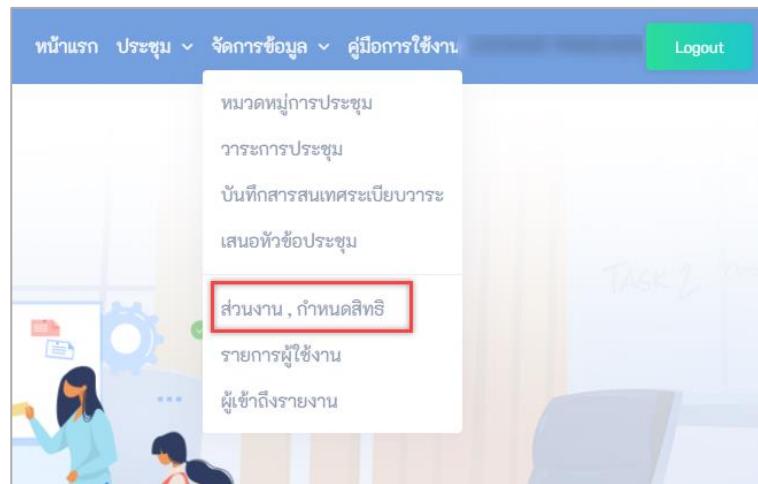 หน้าแรก ประชุม จัดการข้อมูล คู่มือการใช้งาน Logout
หมวดหมู่การประชุม
วาระการประชุม
บันทึกสารสนเทศระเบียบวาระ
เสนอหัวข้อประชุม
ส่วนงาน , กำหนดสิทธิ
รายการผู้ใช้งาน
ผู้เข้าถึงรายงาน
TASK 2